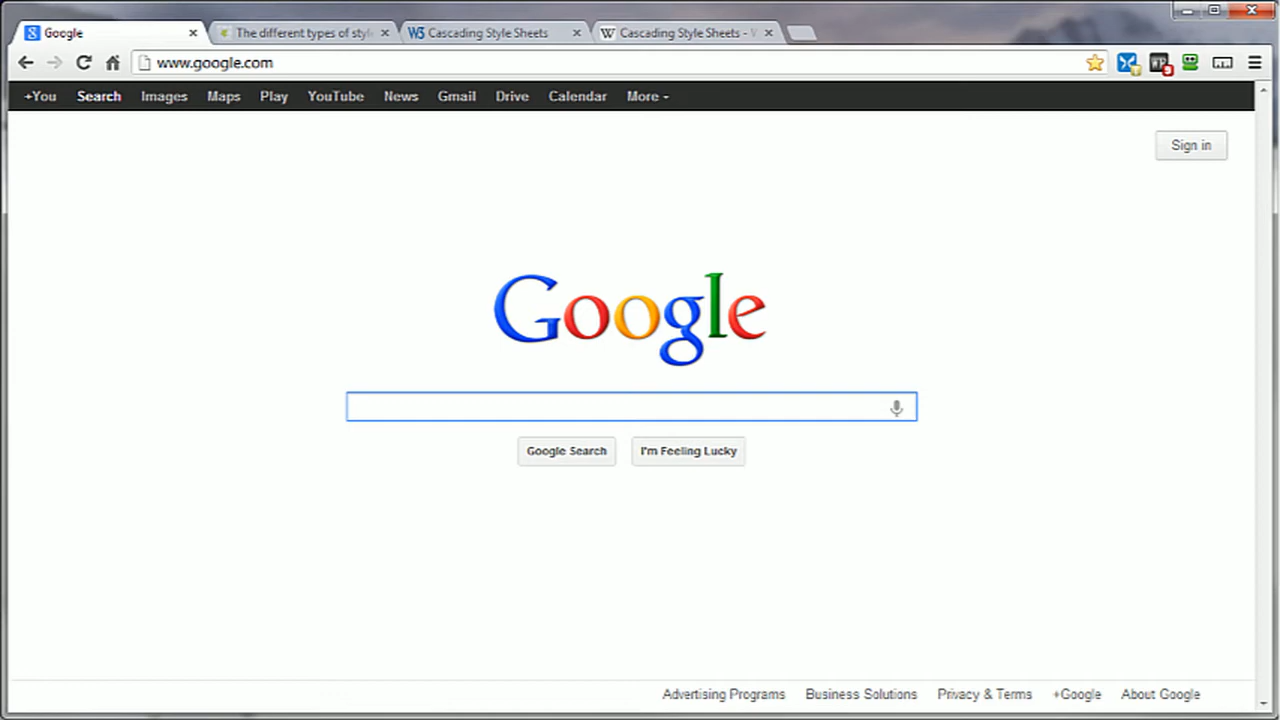 Google
The different types of styl
W3 Cascading Style Sheets
W Cascading Style Sheets - W
www.google.com
+You Search Images Maps Play YouTube News Gmail Drive Calendar More
Sign in
Google
Google Search I'm Feeling Lucky
Advertising Programs Business Solutions Privacy & Terms +Google About Google